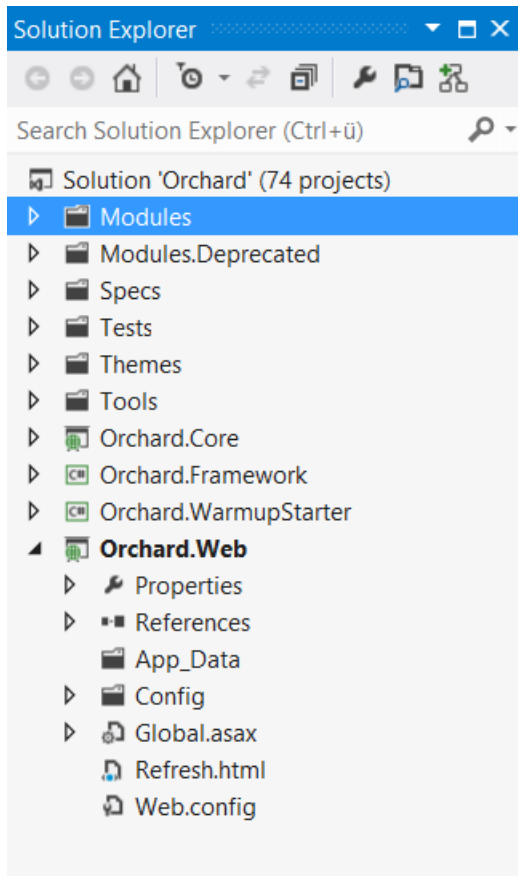 Solution Explorer
Search Solution Explorer (Ctrl+ü)
Solution 'Orchard' (74 projects)
Modules
Modules.Deprecated
Specs
Tests
Themes
Tools
Orchard.Core
C# Orchard.Framework
C# Orchard.WarmupStarter
Orchard.Web
Properties
References
App_Data
Config
Global.asax
Refresh.html
Web.config